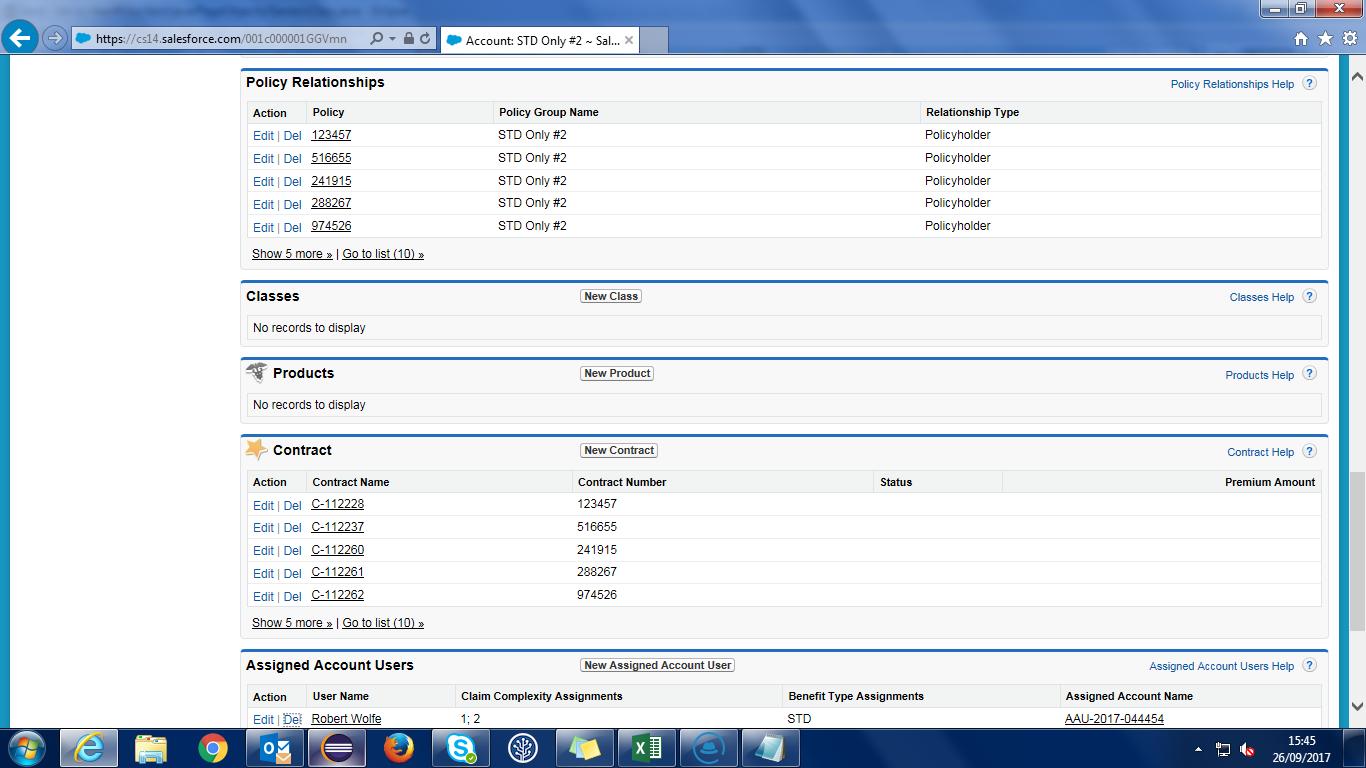 https://cs14.salesforce.com/001c000001GGVmn
Account: STD Only #2 ~ Sal...
Policy Relationships
Policy Relationships Help ?
Action Policy Policy Group Name Relationship Type
Edit | Del 123457 STD Only #2 Policyholder
Edit | Del 516655 STD Only #2 Policyholder
Edit | Del 241915 STD Only #2 Policyholder
Edit | Del 288267 STD Only #2 Policyholder
Edit | Del 974526 STD Only #2 Policyholder
Show 5 more » | Go to list (10) »
Classes New Class Classes Help ?
No records to display
Products New Product Products Help ?
No records to display
Contract New Contract Contract Help ?
Action Contract Name Contract Number Status Premium Amount
Edit | Del C-112228 123457
Edit | Del C-112237 516655
Edit | Del C-112260 241915
Edit | Del C-112261 288267
Edit | Del C-112262 974526
Show 5 more » | Go to list (10) »
Assigned Account Users New Assigned Account User Assigned Account Users Help ?
Action User Name Claim Complexity Assignments Benefit Type Assignments Assigned Account Name
Edit | Del Robert Wolfe 1; 2 STD AAU-2017-044454
15:45
26/09/2017